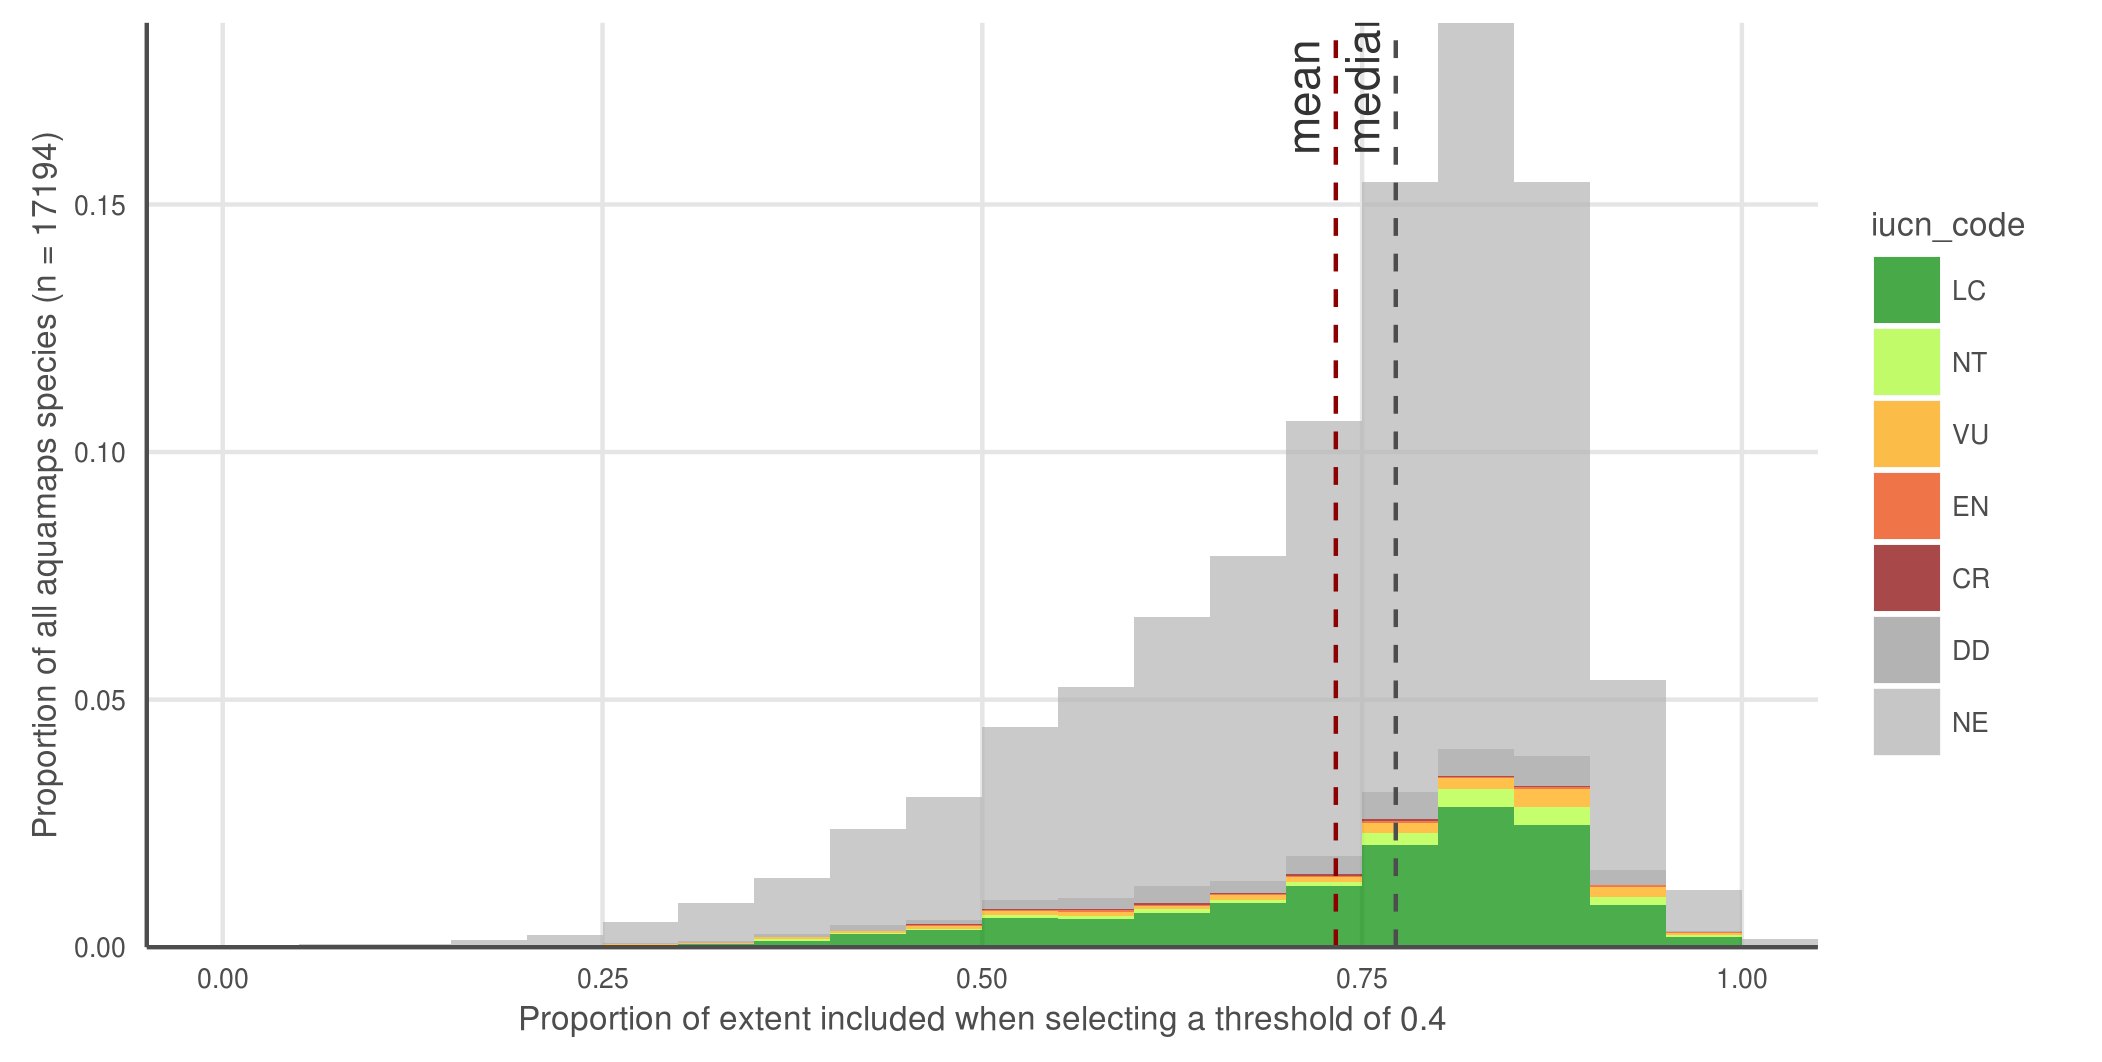 mean
median
0.15
0.10
0.05
0.00
Proportion of all aquamaps species (n = 17194)
0.00
0.25
0.50
0.75
1.00
Proportion of extent included when selecting a threshold of 0.4
iucn_code
LC
NT
VU
EN
CR
DD
NE